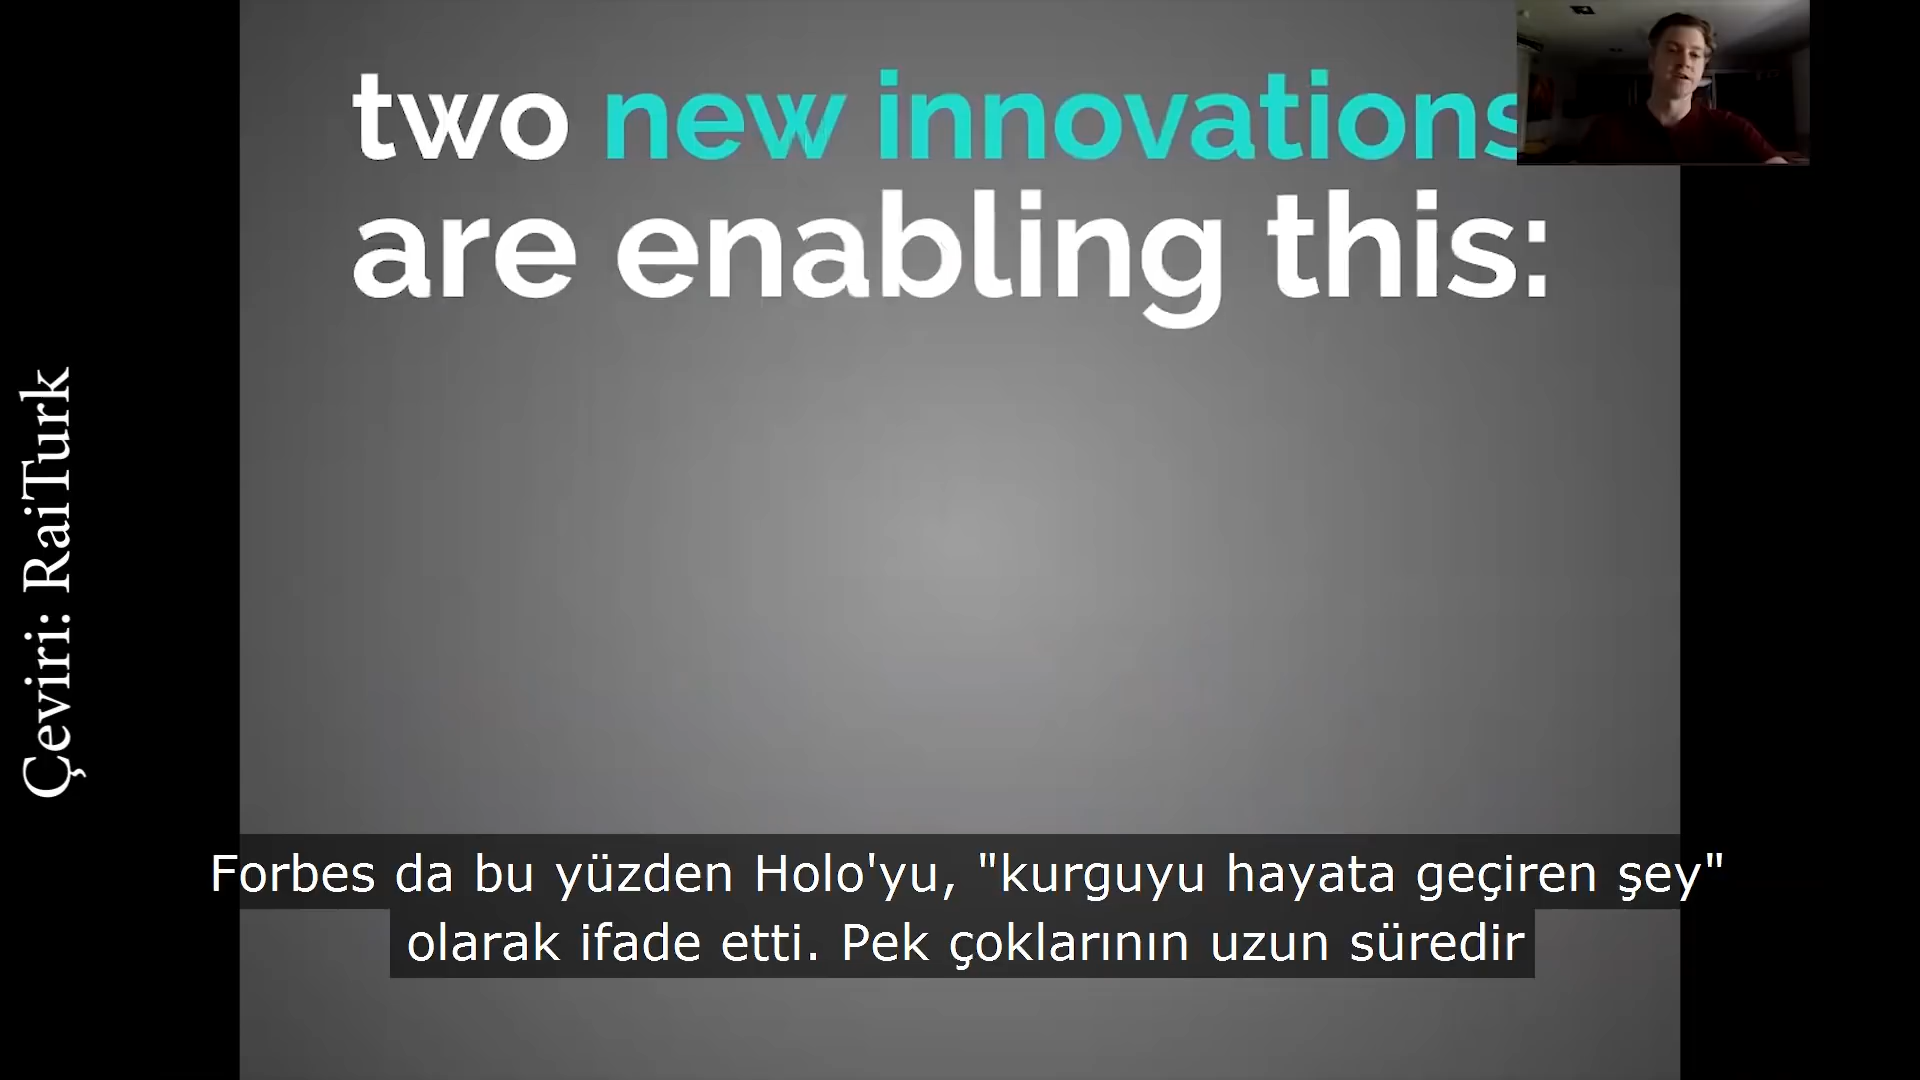 two new innovations
are enabling this:
Çeviri: RaiTurk
Forbes da bu yüzden Holo'yu, "kurguyu hayata geçiren şey"
olarak ifade etti. Pek çoklarının uzun süredir